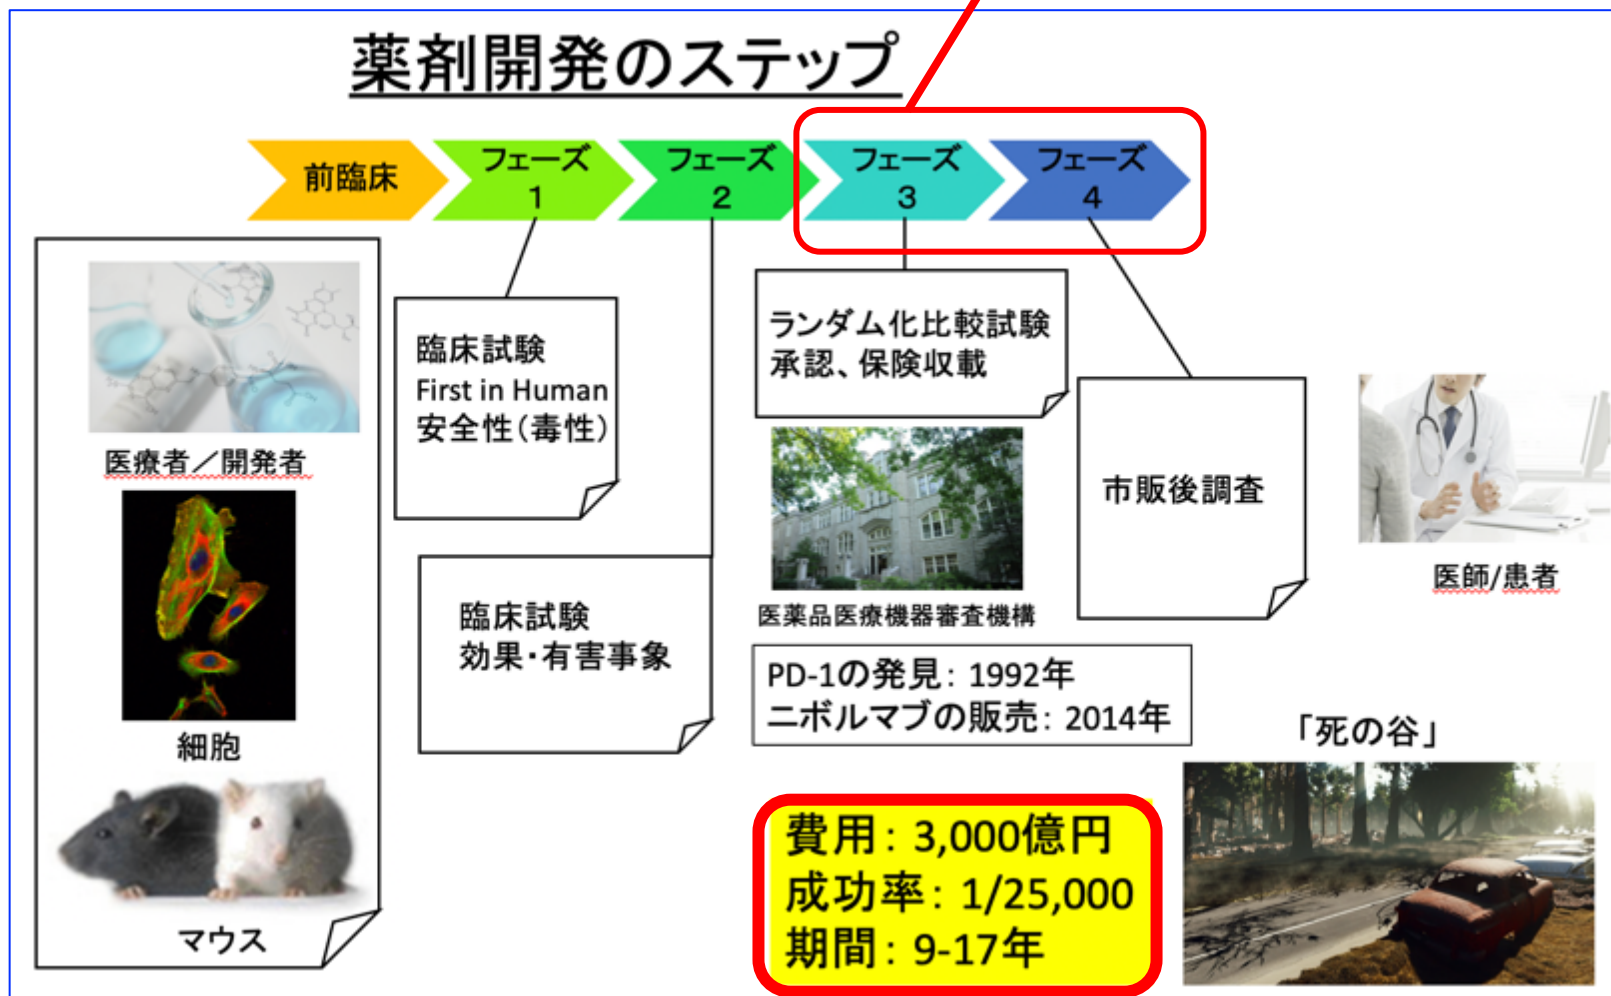 薬剤開発のステップ
前臨床
フェーズ
1
フェーズ
2
フェーズ
3
フェーズ
4
医療者／開発者
細胞
マウス
臨床試験
First in Human
安全性（毒性）
臨床試験
効果・有害事象
ランダム化比較試験
承認、保険収載
医薬品医療機器審査機構
PD-1の発見：1992年
ニボルマブの販売：2014年
市販後調査
医師/患者
「死の谷」
費用：3,000億円
成功率：1/25,000
期間：9-17年